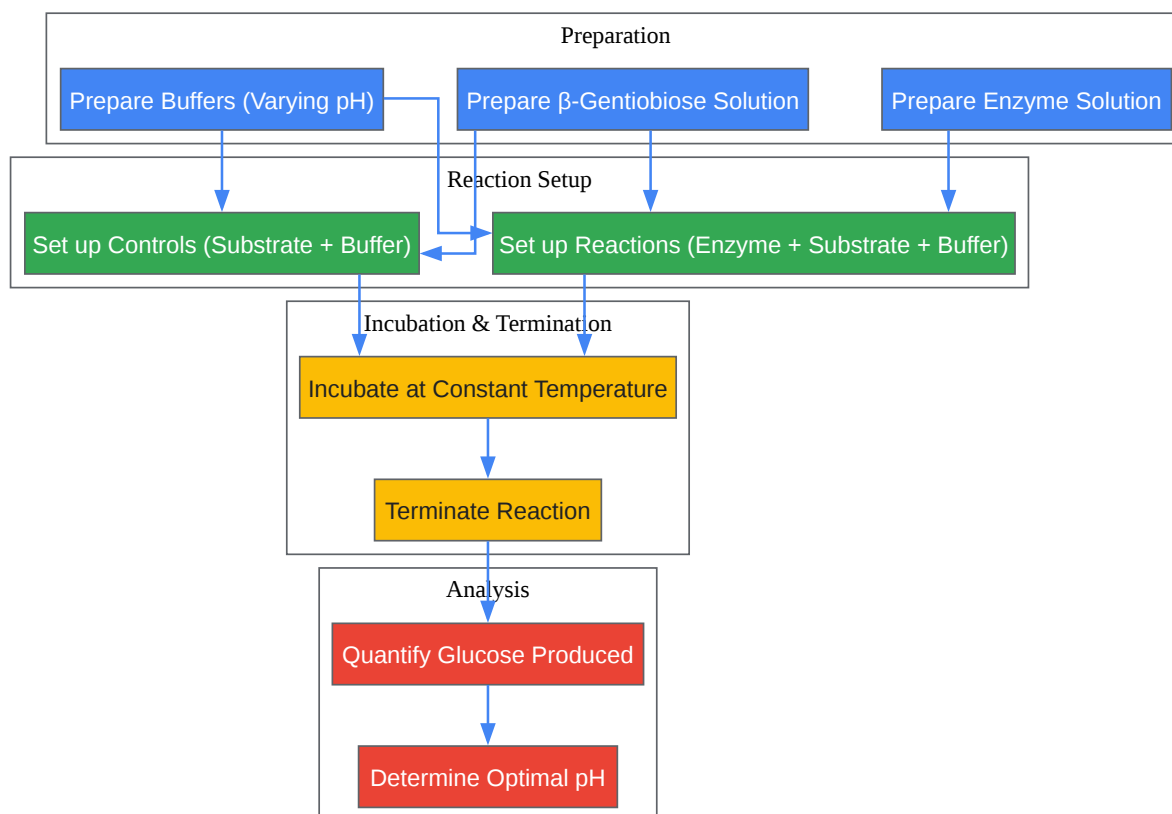 Preparation
Prepare Buffers (Varying pH)
Prepare β-Gentiobiose Solution
Prepare Enzyme Solution
Reaction Setup
Set up Controls (Substrate + Buffer)
Set up Reactions (Enzyme + Substrate + Buffer)
Incubation & Termination
Incubate at Constant Temperature
Terminate Reaction
Analysis
Quantify Glucose Produced
Determine Optimal pH